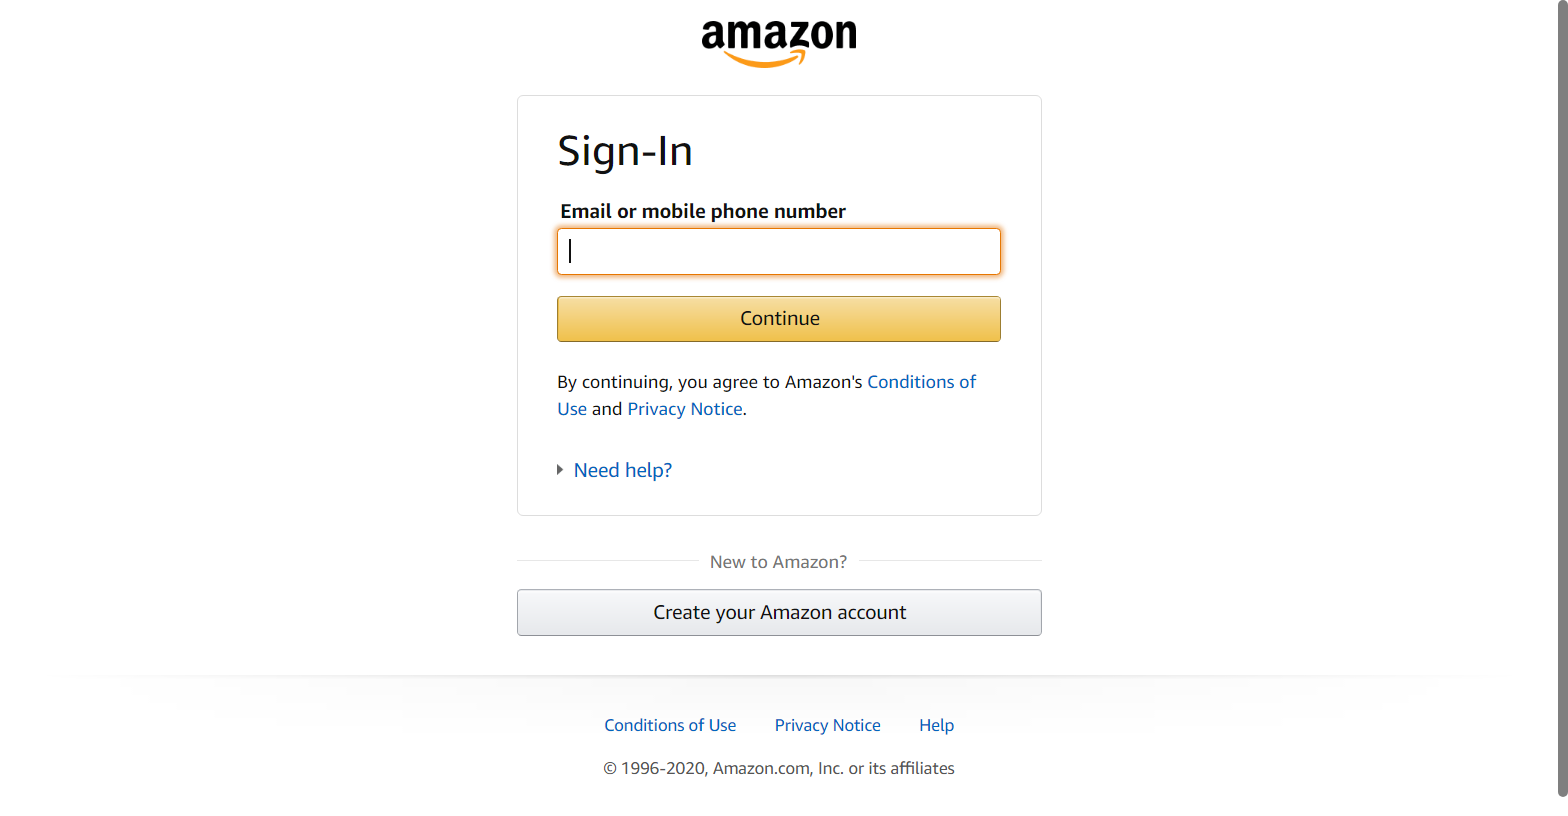 amazon
Sign-In
Email or mobile phone number
Continue
By continuing, you agree to Amazon's Conditions of
Use and Privacy Notice.
Need help?
New to Amazon?
Create your Amazon account
Conditions of Use Privacy Notice Help
© 1996-2020, Amazon.com, Inc. or its affiliates